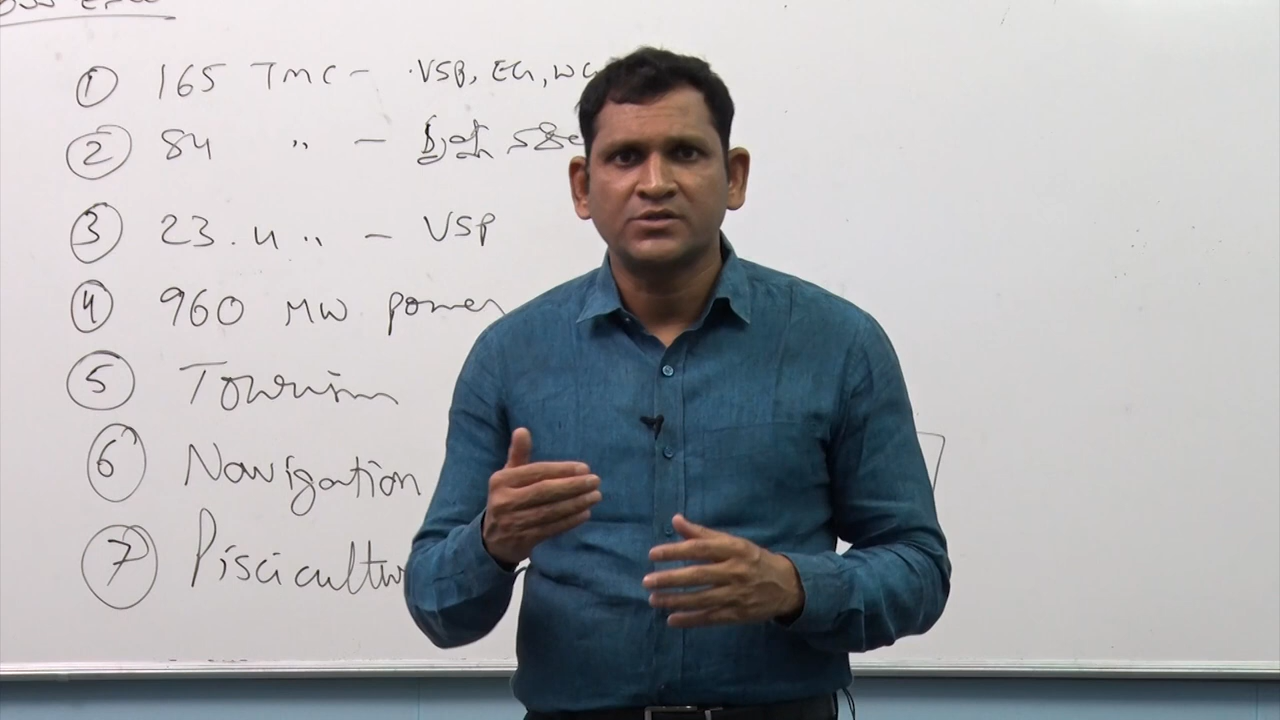 ① 165 TMC - VSP, EG, WG
② 84 " -
③ 23.4 " - VSP
④ 960 MW power
⑤ Tourism
⑥ Navigation
⑦ Pisciculture